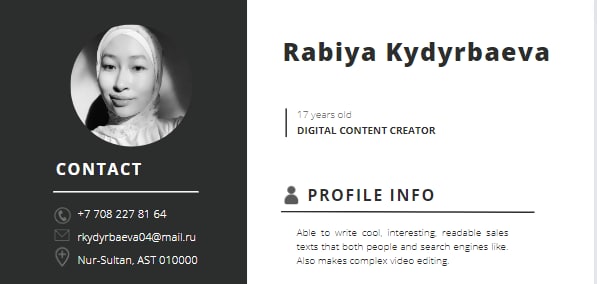 Rabiya Kydyrbaeva
17 years old
DIGITAL CONTENT CREATOR
CONTACT
+7 708 227 81 64
rkydyrbaeva04@mail.ru
Nur-Sultan, AST 010000
PROFILE INFO
Able to write cool, interesting, readable sales
texts that both people and search engines like.
Also makes complex video editing.